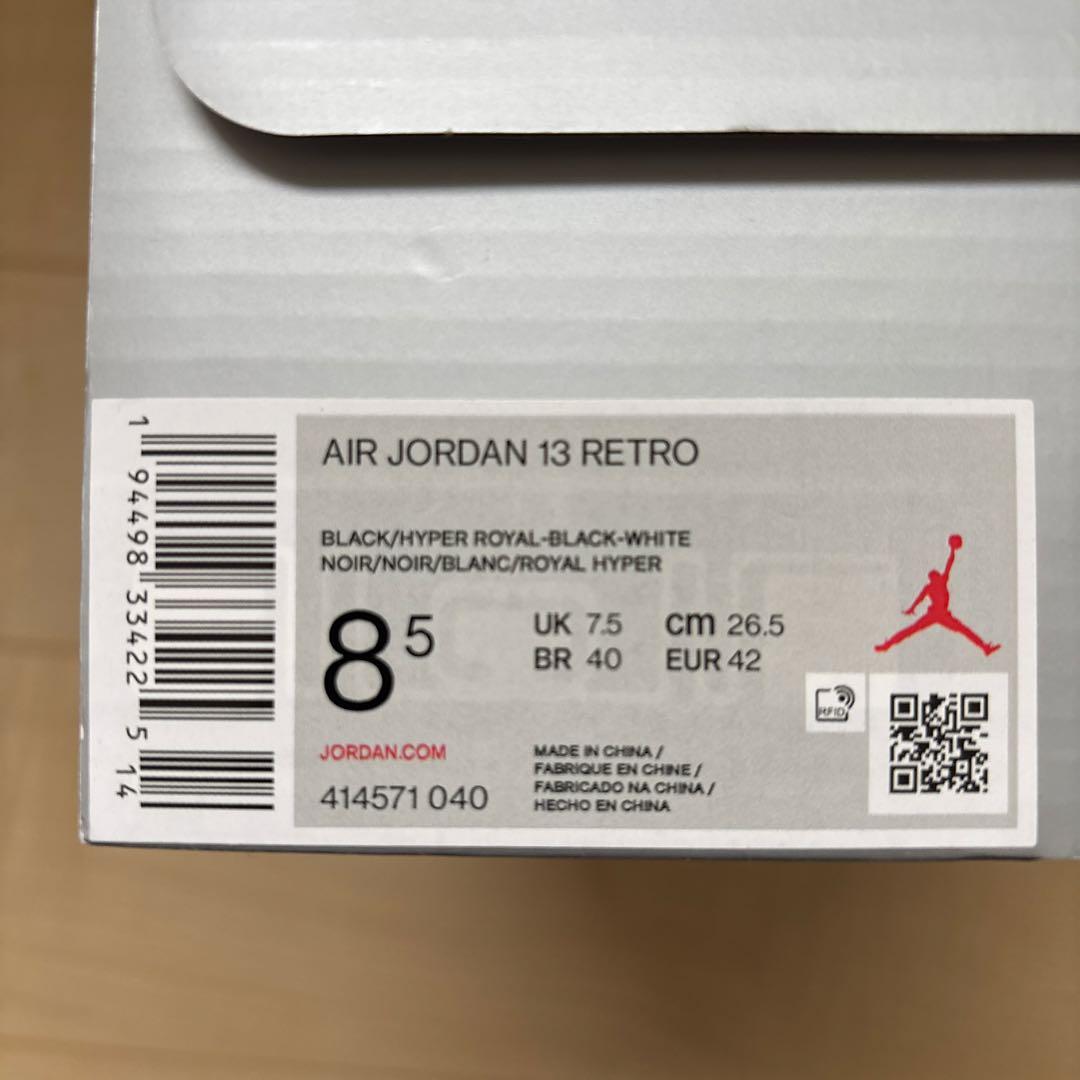 AIR JORDAN 13 RETRO
BLACK/HYPER ROYAL-BLACK-WHITE
NOIR/NOIR/BLANC/ROYAL HYPER
8 5
UK 7.5 cm 26.5
BR 40 EUR 42
JORDAN.COM
414571 040
MADE IN CHINA /
FABRIQUE EN CHINE /
FABRICADO NA CHINA /
HECHO EN CHINA
RFID
1 94498 33422 5 14